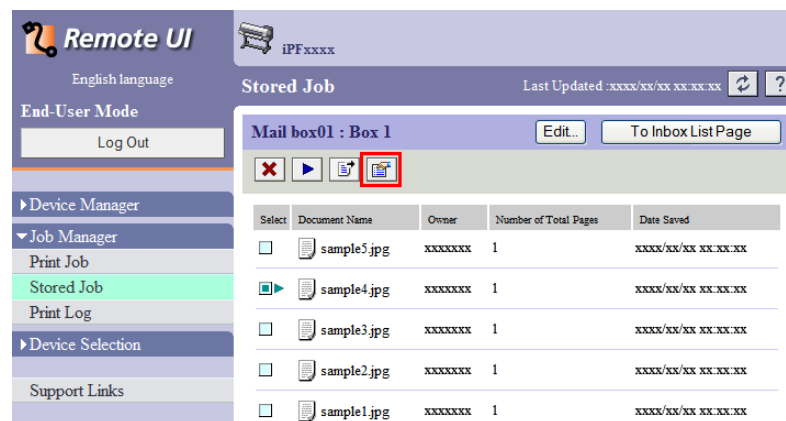 Remote UI
English language
End-User Mode
Log Out
Device Manager
Job Manager
Print Job
Stored Job
Print Log
Device Selection
Support Links
iPFxxxx
Stored Job Last Updated :xxxx/xx/xx xx:xx:xx ?
Mail box01 : Box 1 Edit... To Inbox List Page
Select Document Name Owner Number of Total Pages Date Saved
sample5.jpg xxxxxxx 1 xxxx/xx/xx xx:xx:xx
sample4.jpg xxxxxxx 1 xxxx/xx/xx xx:xx:xx
sample3.jpg xxxxxxx 1 xxxx/xx/xx xx:xx:xx
sample2.jpg xxxxxxx 1 xxxx/xx/xx xx:xx:xx
sample1.jpg xxxxxxx 1 xxxx/xx/xx xx:xx:xx